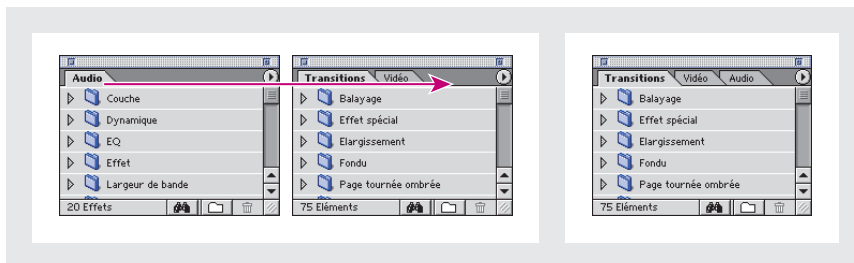 Audio
Couche
Dynamique
EQ
Effet
Largeur de bande
20 Effets
Transitions Vidéo
Balayage
Effet spécial
Elargissement
Fondu
Page tournée ombrée
75 Eléments
Transitions Vidéo Audio
Balayage
Effet spécial
Elargissement
Fondu
Page tournée ombrée
75 Eléments